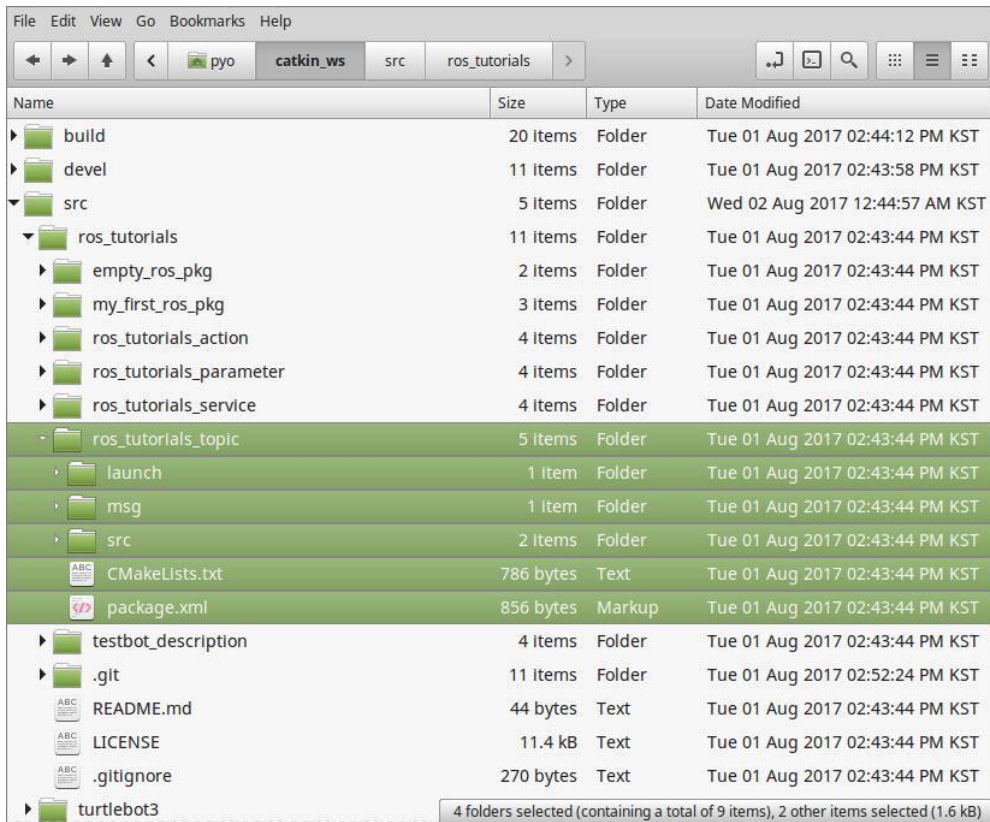 File Edit View Go Bookmarks Help
pyo catkin_ws src ros_tutorials
Name Size Type Date Modified
build 20 items Folder Tue 01 Aug 2017 02:44:12 PM KST
devel 11 items Folder Tue 01 Aug 2017 02:43:58 PM KST
src 5 items Folder Wed 02 Aug 2017 12:44:57 AM KST
ros_tutorials 11 items Folder Tue 01 Aug 2017 02:43:44 PM KST
empty_ros_pkg 2 items Folder Tue 01 Aug 2017 02:43:44 PM KST
my_first_ros_pkg 3 items Folder Tue 01 Aug 2017 02:43:44 PM KST
ros_tutorials_action 4 items Folder Tue 01 Aug 2017 02:43:44 PM KST
ros_tutorials_parameter 4 items Folder Tue 01 Aug 2017 02:43:44 PM KST
ros_tutorials_service 4 items Folder Tue 01 Aug 2017 02:43:44 PM KST
ros_tutorials_topic 5 items Folder Tue 01 Aug 2017 02:43:44 PM KST
launch 1 item Folder Tue 01 Aug 2017 02:43:44 PM KST
msg 1 item Folder Tue 01 Aug 2017 02:43:44 PM KST
src 2 items Folder Tue 01 Aug 2017 02:43:44 PM KST
ABC CMakeLists.txt 786 bytes Text Tue 01 Aug 2017 02:43:44 PM KST
package.xml 856 bytes Markup Tue 01 Aug 2017 02:43:44 PM KST
testbot_description 4 items Folder Tue 01 Aug 2017 02:43:44 PM KST
.git 11 items Folder Tue 01 Aug 2017 02:52:24 PM KST
ABC README.md 44 bytes Text Tue 01 Aug 2017 02:43:44 PM KST
ABC LICENSE 11.4 kB Text Tue 01 Aug 2017 02:43:44 PM KST
ABC .gitignore 270 bytes Text Tue 01 Aug 2017 02:43:44 PM KST
turtlebot3 4 folders selected (containing a total of 9 items), 2 other items selected (1.6 kB)